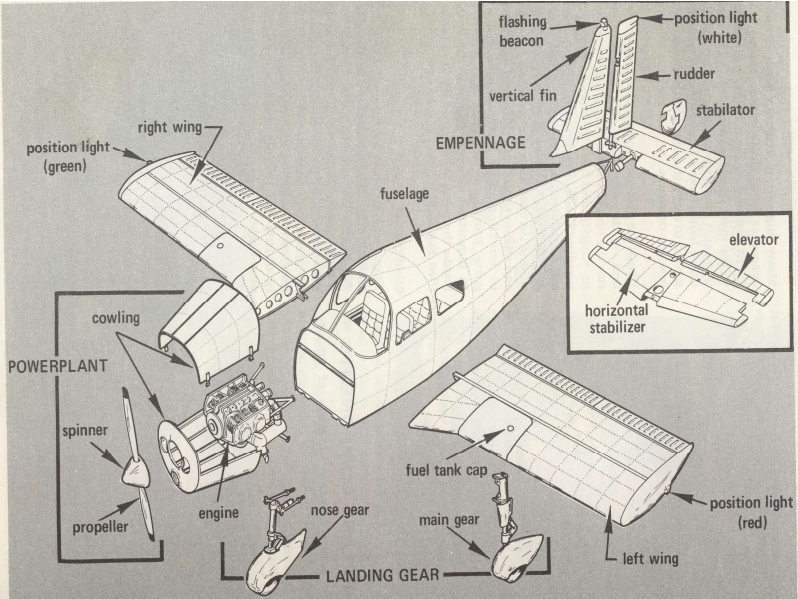 flashing
beacon
position light
(white)
vertical fin
rudder
stabilator
EMPENNAGE
right wing
position light
(green)
fuselage
elevator
horizontal
stabilizer
cowling
POWERPLANT
spinner
propeller
engine
nose gear
fuel tank cap
main gear
position light
(red)
left wing
LANDING GEAR